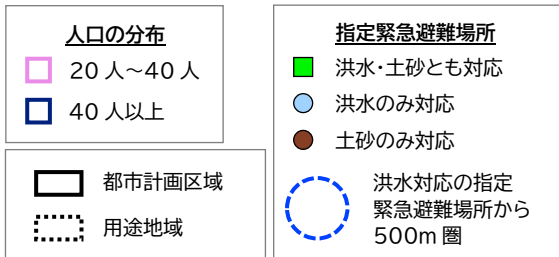 人口の分布
20人~40人
40人以上
都市計画区域
用途地域
指定緊急避難場所
洪水・土砂とも対応
洪水のみ対応
土砂のみ対応
洪水対応の指定
緊急避難場所から
500m圏